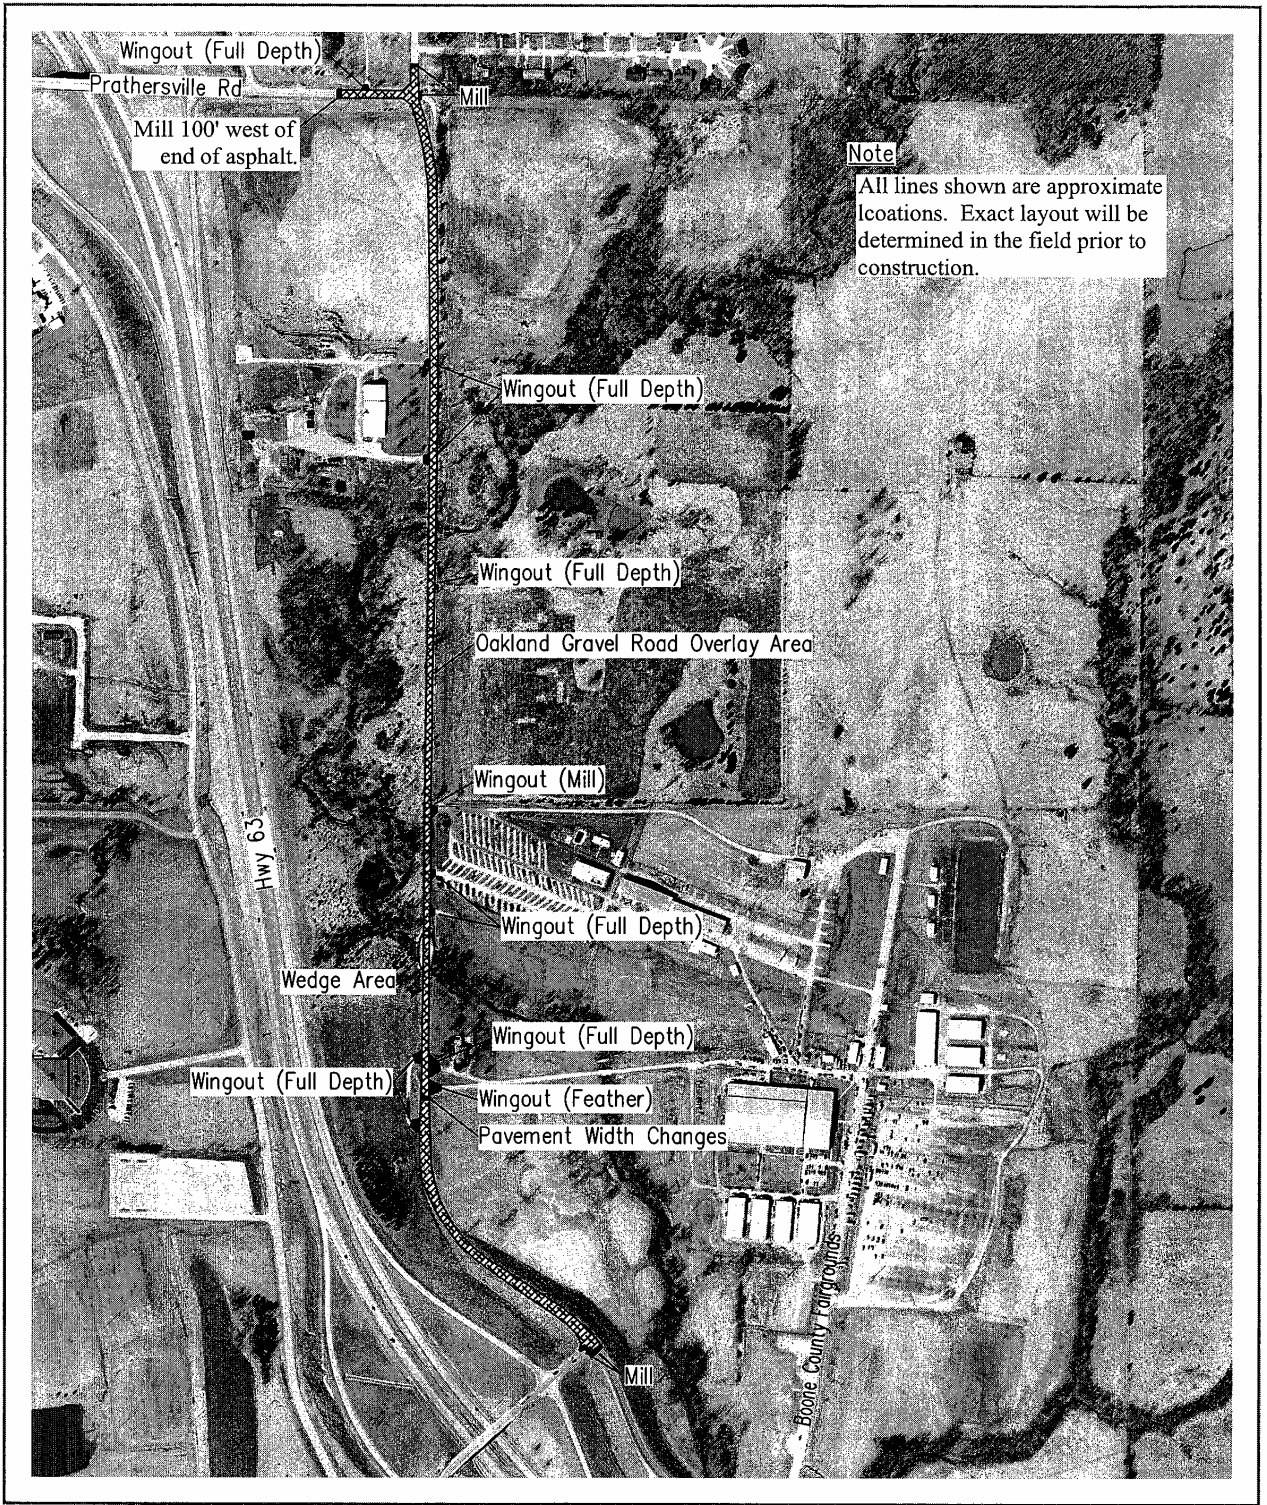 Wingout (Full Depth)
Prathersville Rd
Mill
Mill 100' west of
end of asphalt.
Note
All lines shown are approximate
lcoations. Exact layout will be
determined in the field prior to
construction.
Wingout (Full Depth)
Wingout (Full Depth)
Oakland Gravel Road Overlay Area
Wingout (Mill)
Hwy 63
Wingout (Full Depth)
Wedge Area
Wingout (Full Depth)
Wingout (Full Depth)
Wingout (Feather)
Pavement Width Changes
Boone County Fairgrounds
Mill